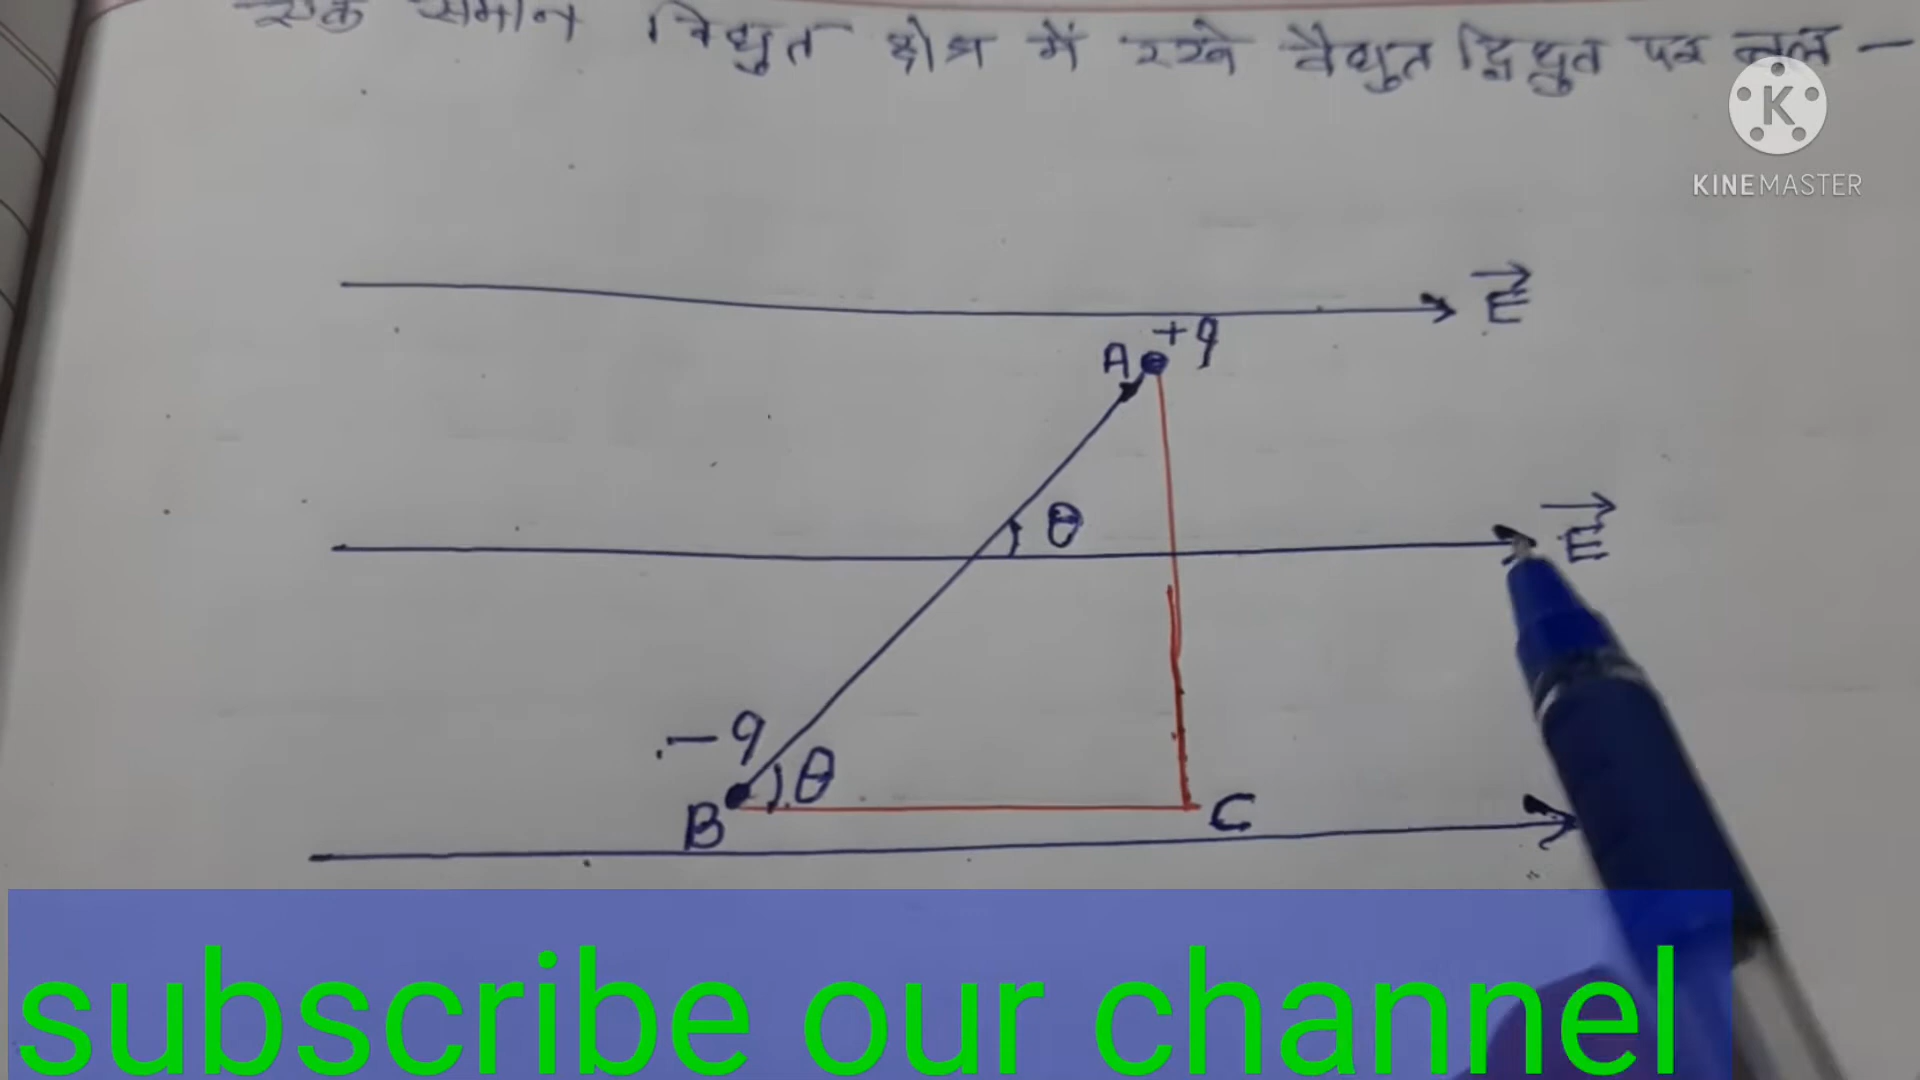 एक समान विधुत क्षेत्र में रखे वैधुत द्विध्रुव पर बल -
K
KINEMASTER
E
A +q
θ
E
-q
θ
B
C
subscribe our channel